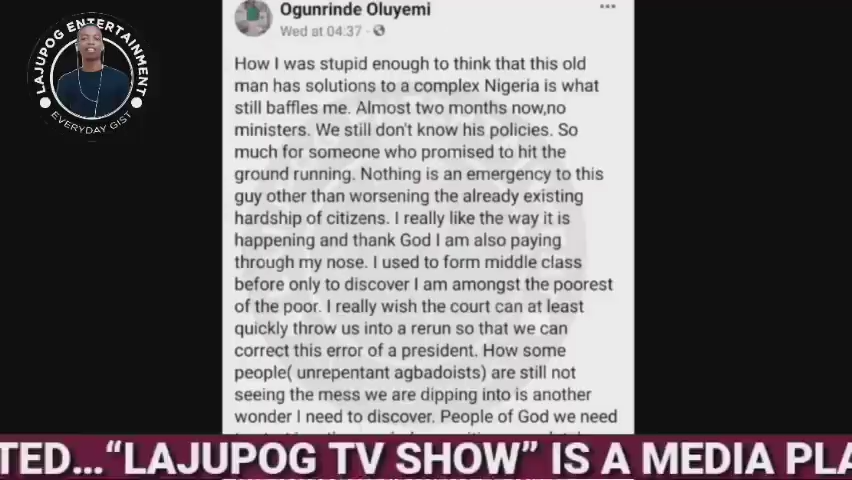 LAJUPOG ENTERTAINMENT
EVERYDAY GIST
Ogunrinde Oluyemi
Wed at 04:37 ·
How I was stupid enough to think that this old
man has solutions to a complex Nigeria is what
still baffles me. Almost two months now,no
ministers. We still don't know his policies. So
much for someone who promised to hit the
ground running. Nothing is an emergency to this
guy other than worsening the already existing
hardship of citizens. I really like the way it is
happening and thank God I am also paying
through my nose. I used to form middle class
before only to discover I am amongst the poorest
of the poor. I really wish the court can at least
quickly throw us into a rerun so that we can
correct this error of a president. How some
people( unrepentant agbadoists) are still not
seeing the mess we are dipping into is another
wonder I need to discover. People of God we need
TED...“LAJUPOG TV SHOW” IS A MEDIA PLA